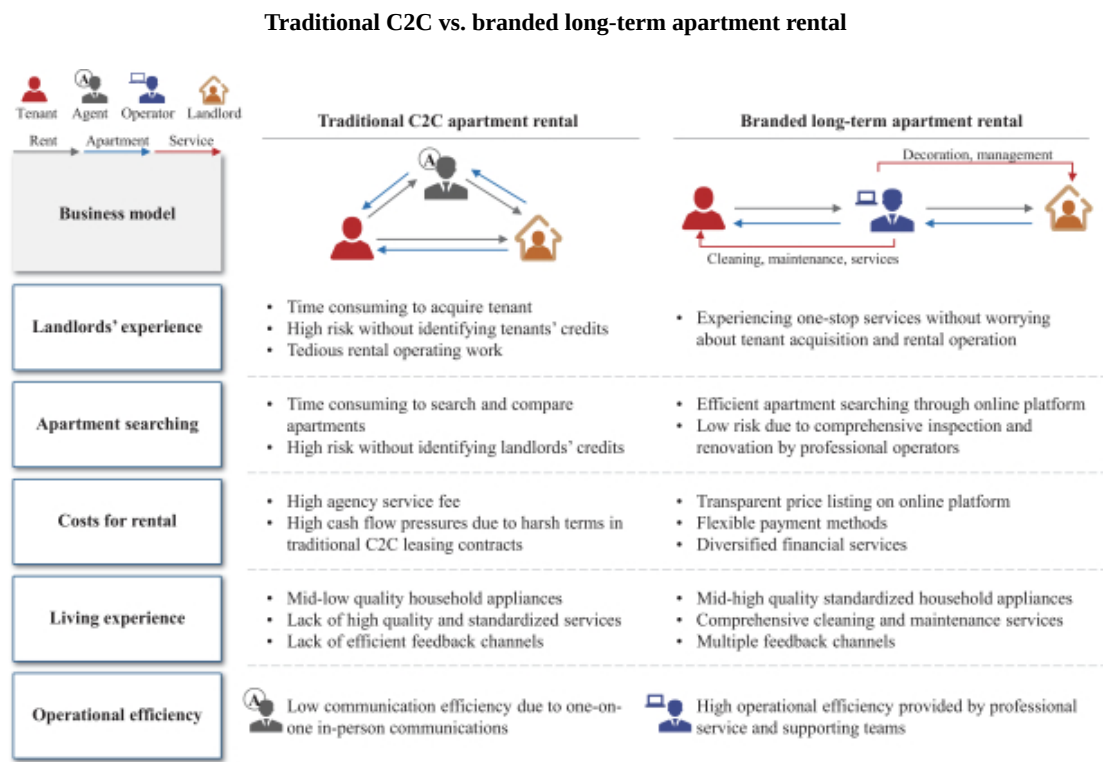 Traditional C2C vs. branded long-term apartment rental
A
Tenant Agent Operator Landlord
Rent Apartment Service
Traditional C2C apartment rental
Branded long-term apartment rental
Business model
A
Decoration, management
Cleaning, maintenance, services
Landlords' experience
• Time consuming to acquire tenant
• High risk without identifying tenants' credits
• Tedious rental operating work
• Experiencing one-stop services without worrying
about tenant acquisition and rental operation
Apartment searching
• Time consuming to search and compare
apartments
• High risk without identifying landlords' credits
• Efficient apartment searching through online platform
• Low risk due to comprehensive inspection and
renovation by professional operators
Costs for rental
• High agency service fee
• High cash flow pressures due to harsh terms in
traditional C2C leasing contracts
• Transparent price listing on online platform
• Flexible payment methods
• Diversified financial services
Living experience
• Mid-low quality household appliances
• Lack of high quality and standardized services
• Lack of efficient feedback channels
• Mid-high quality standardized household appliances
• Comprehensive cleaning and maintenance services
• Multiple feedback channels
Operational efficiency
A
Low communication efficiency due to one-on-
one in-person communications
High operational efficiency provided by professional
service and supporting teams